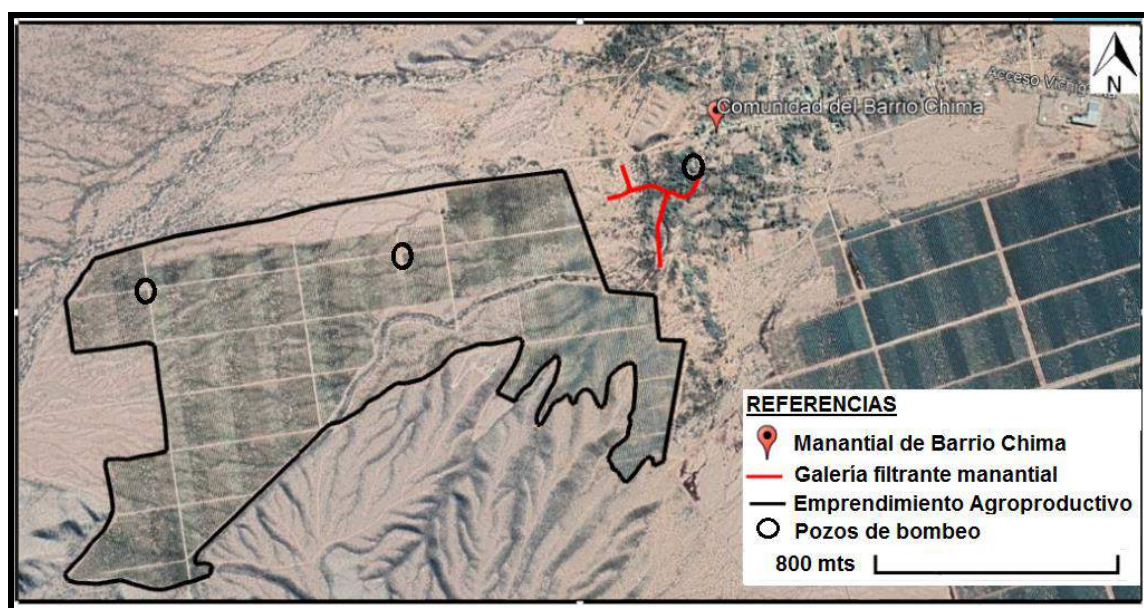 N
Acceso Vichigasta
Comunidad del Barrio Chima
REFERENCIAS
Manantial de Barrio Chima
Galería filtrante manantial
Emprendimiento Agroproductivo
Pozos de bombeo
800 mts